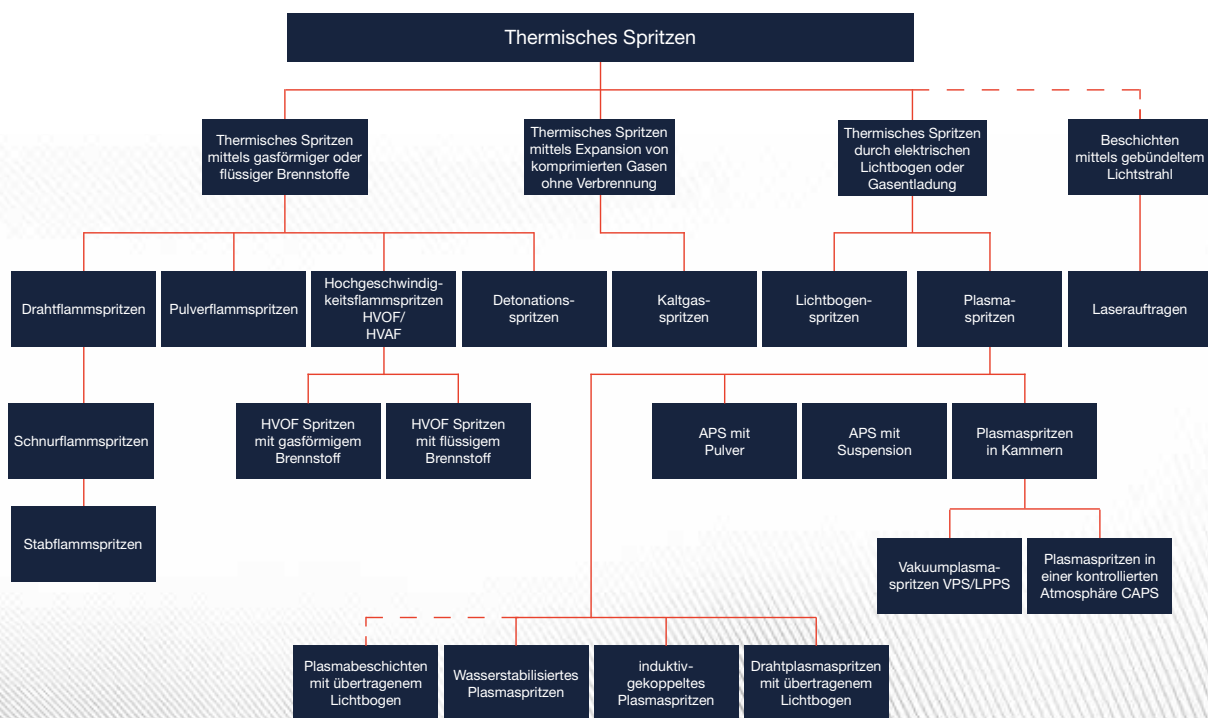 Thermisches Spritzen
Thermisches Spritzen
mittels gasförmiger oder
flüssiger Brennstoffe
Thermisches Spritzen
mittels Expansion von
komprimierten Gasen
ohne Verbrennung
Thermisches Spritzen
durch elektrischen
Lichtbogen oder
Gasentladung
Beschichten
mittels gebündeltem
Lichtstrahl
Drahtflammspritzen
Pulverflammspritzen
Hochgeschwindig-
keitsflammspritzen
HVOF/
HVAF
Detonations-
spritzen
Kaltgas-
spritzen
Lichtbogen-
spritzen
Plasma-
spritzen
Laserauftragen
Schnurflammspritzen
HVOF Spritzen
mit gasförmigem
Brennstoff
HVOF Spritzen
mit flüssigem
Brennstoff
APS mit
Pulver
APS mit
Suspension
Plasmaspritzen
in Kammern
Stabflammspritzen
Vakuumplasma-
spritzen VPS/LPPS
Plasmaspritzen in
einer kontrollierten
Atmosphäre CAPS
Plasmabeschichten
mit übertragenem
Lichtbogen
Wasserstabilisiertes
Plasmaspritzen
induktiv-
gekoppeltes
Plasmaspritzen
Drahtplasmaspritzen
mit übertragenem
Lichtbogen